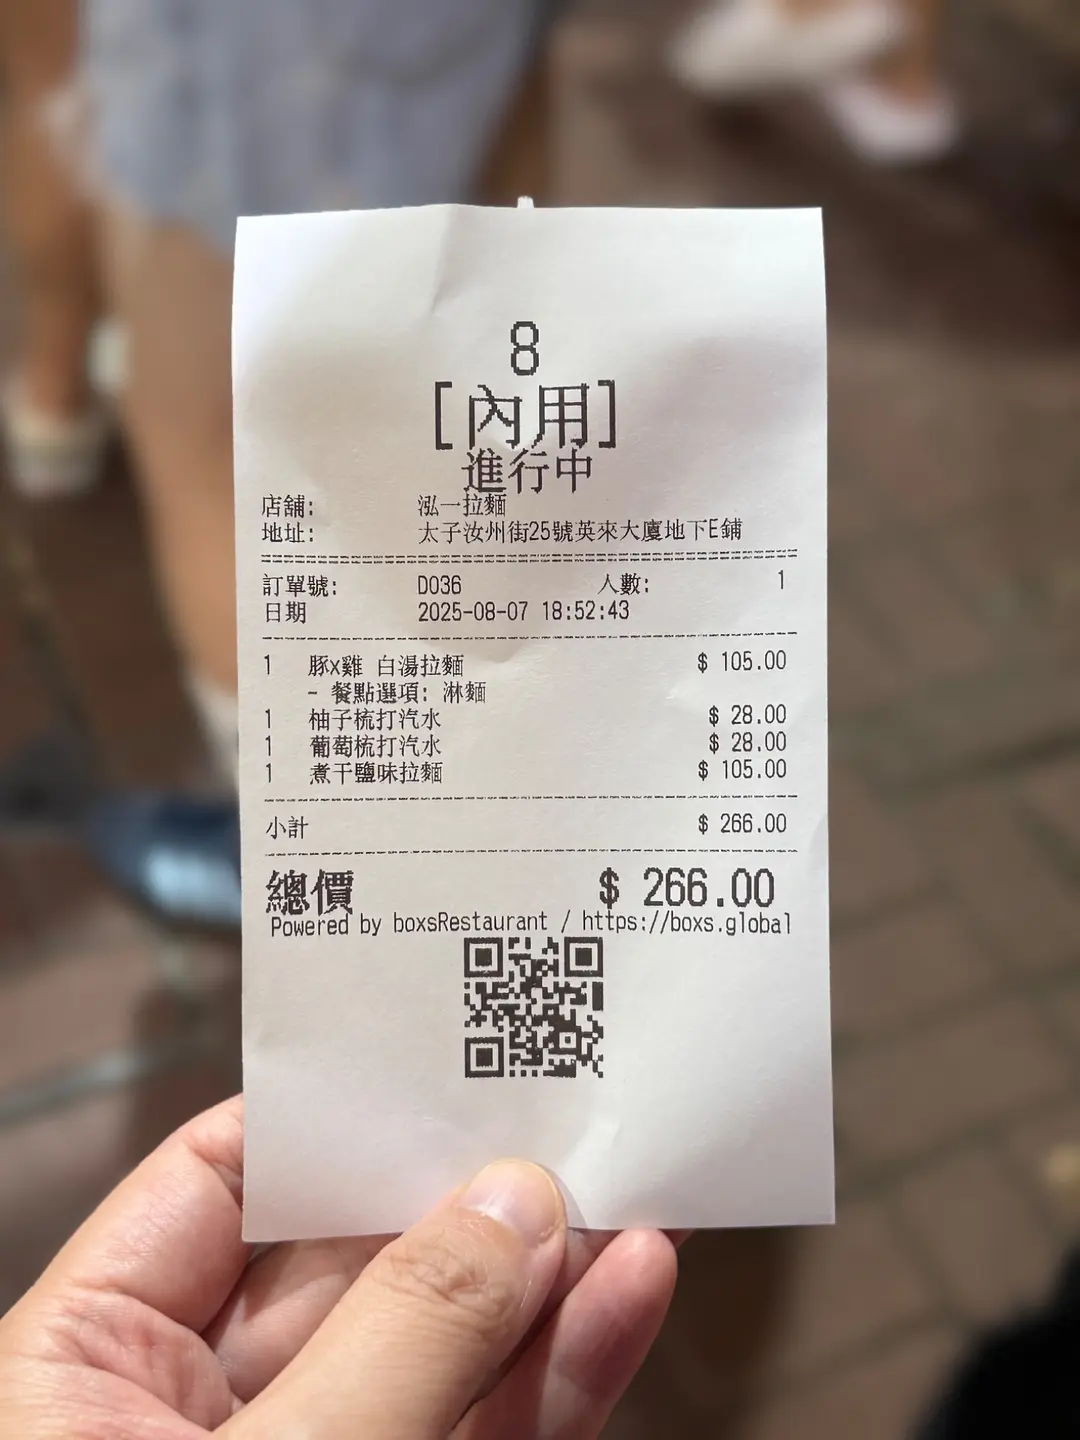 8
[內用]
進行中
店舖: 泓一拉麵
地址: 太子汝州街25號英來大廈地下E鋪
訂單號: D036 人數: 1
日期 2025-08-07 18:52:43
1 豚x雞 白湯拉麵 $ 105.00
- 餐點選項: 淋麵
1 柚子梳打汽水 $ 28.00
1 葡萄梳打汽水 $ 28.00
1 煮干鹽味拉麵 $ 105.00
小計 $ 266.00
總價 $ 266.00
Powered by boxsRestaurant / https://boxs.global